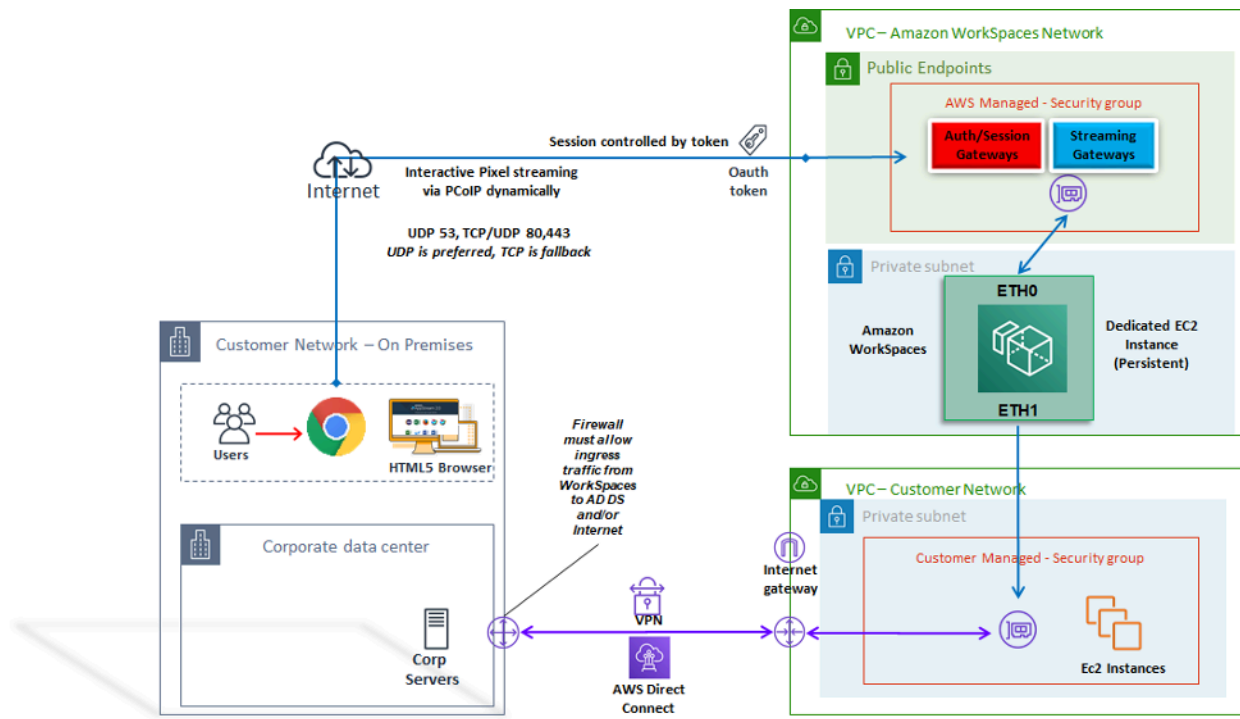 VPC – Amazon WorkSpaces Network
Public Endpoints
AWS Managed - Security group
Auth/Session
Gateways
Streaming
Gateways
Session controlled by token
Oauth
token
Internet
Interactive Pixel streaming
via PCoIP dynamically
UDP 53, TCP/UDP 80,443
UDP is preferred, TCP is fallback
Private subnet
ETH0
Amazon
WorkSpaces
Dedicated EC2
Instance
(Persistent)
ETH1
Customer Network – On Premises
Users
HTML5 Browser
Firewall
must allow
ingress
traffic from
WorkSpaces
to AD DS
and/or
Internet
Corporate data center
Corp
Servers
VPN
AWS Direct
Connect
Internet
gateway
VPC – Customer Network
Private subnet
Customer Managed - Security group
Ec2 Instances